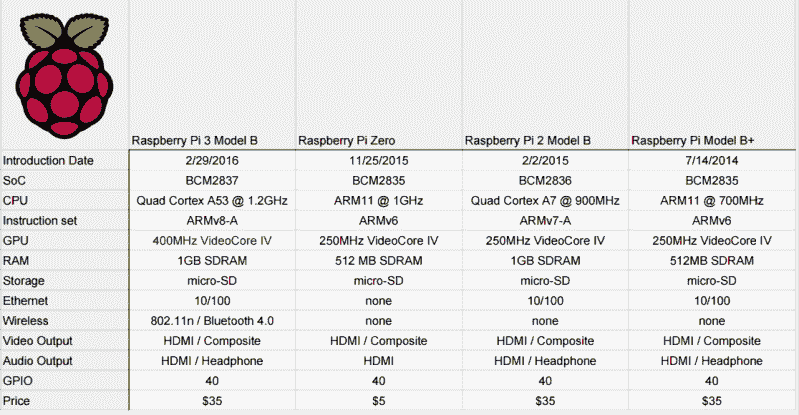 Raspberry Pi 3 Model B Raspberry Pi Zero Raspberry Pi 2 Model B Raspberry Pi Model B+
Introduction Date 2/29/2016 11/25/2015 2/2/2015 7/14/2014
SoC BCM2837 BCM2835 BCM2836 BCM2835
CPU Quad Cortex A53 @ 1.2GHz ARM11 @ 1GHz Quad Cortex A7 @ 900MHz ARM11 @ 700MHz
Instruction set ARMv8-A ARMv6 ARMv7-A ARMv6
GPU 400MHz VideoCore IV 250MHz VideoCore IV 250MHz VideoCore IV 250MHz VideoCore IV
RAM 1GB SDRAM 512 MB SDRAM 1GB SDRAM 512MB SDRAM
Storage micro-SD micro-SD micro-SD micro-SD
Ethernet 10/100 none 10/100 10/100
Wireless 802.11n / Bluetooth 4.0 none none none
Video Output HDMI / Composite HDMI / Composite HDMI / Composite HDMI / Composite
Audio Output HDMI / Headphone HDMI HDMI / Headphone HDMI / Headphone
GPIO 40 40 40 40
Price $35 $5 $35 $35